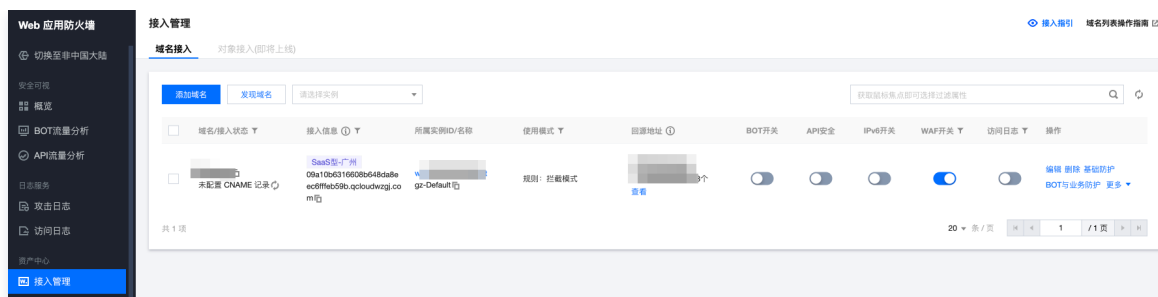 Web 应用防火墙
切换至非中国大陆
安全可视
概览
BOT流量分析
API流量分析
日志服务
攻击日志
访问日志
资产中心
接入管理
接入管理
接入指引 域名列表操作指南
域名接入 对象接入(即将上线)
添加域名 发现域名 请选择实例
获取鼠标焦点即可选择过滤属性
域名/接入状态 接入信息 所属实例ID/名称 使用模式 回源地址 BOT开关 API安全 IPv6开关 WAF开关 访问日志 操作
未配置 CNAME 记录
SaaS型-广州
09a10b6316608b648da8e
ec6fffeb59b.qcloudwzgj.co
m
gz-Default
规则：拦截模式
个
查看
编辑 删除 基础防护
BOT与业务防护 更多
共 1 项
20 条 / 页 1 / 1 页